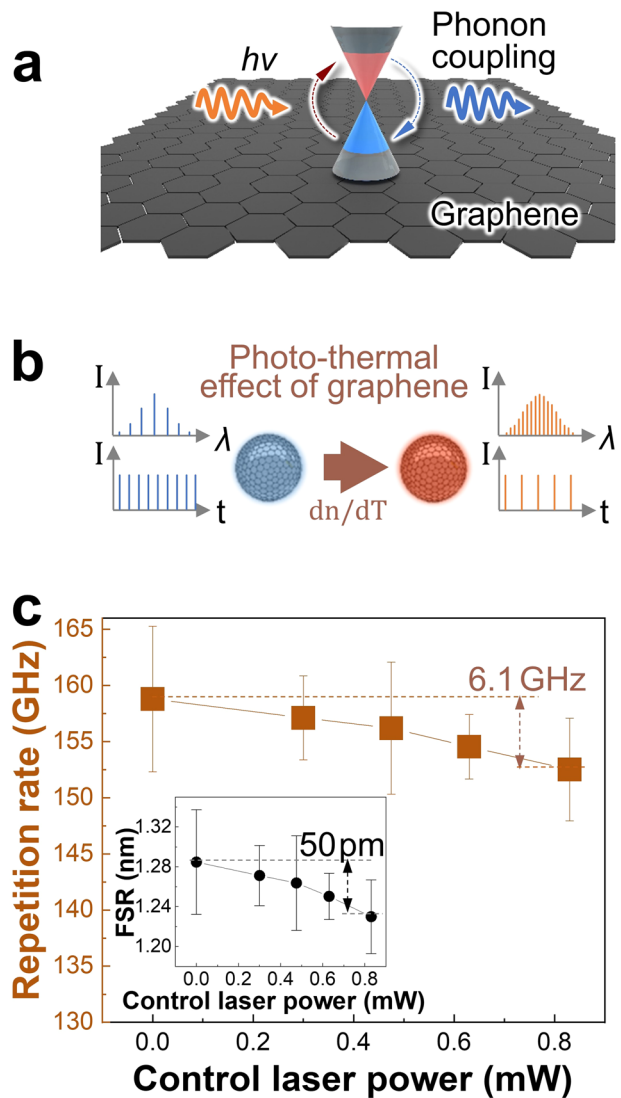 a
hν
Phonon
coupling
Graphene
b
Photo-thermal
effect of graphene
I
λ
I
t
dn/dT
I
λ
I
t
c
Repetition rate (GHz)
165
160
155
150
145
140
135
130
6.1 GHz
FSR (nm)
1.32
1.28
1.24
1.20
50 pm
0.0 0.2 0.4 0.6 0.8
Control laser power (mW)
0.0 0.2 0.4 0.6 0.8
Control laser power (mW)